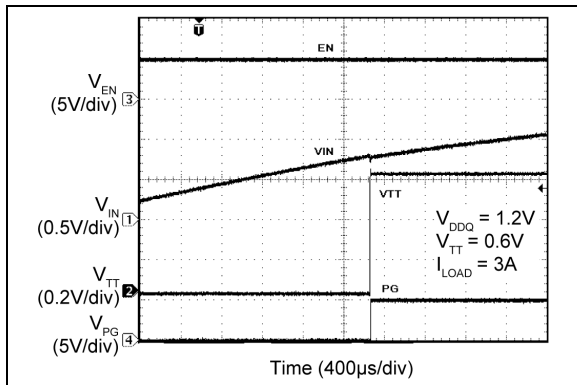 T
EN
V_EN
(5V/div)
3
VIN
V_IN
(0.5V/div)
1
VTT
V_DDQ = 1.2V
V_TT = 0.6V
I_LOAD = 3A
V_TT
(0.2V/div)
2
PG
V_PG
(5V/div)
4
Time (400µs/div)